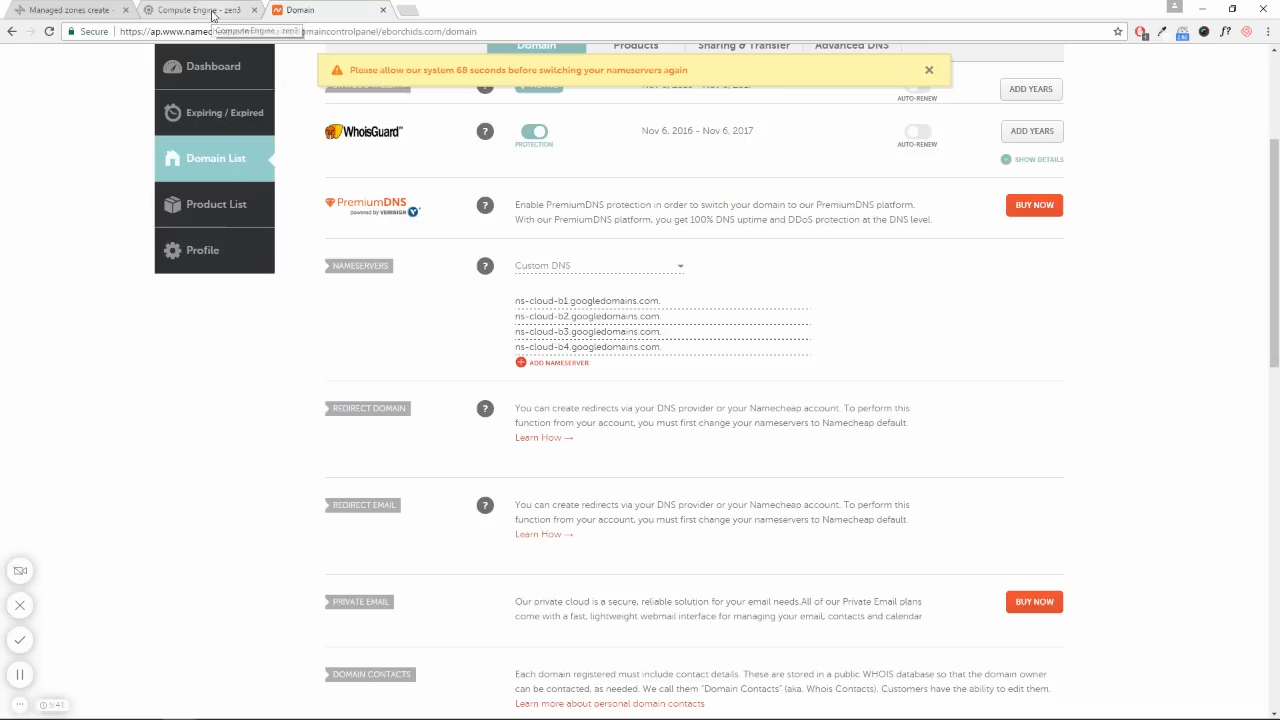 Managed zones create -
Compute Engine - zen3
Domain
Secure
https://ap.www.namec
domaincontrolpanel/eborchids.com/domain
Compute Engine - zen3
Domain
Products
Sharing & Transfer
Advanced DNS
Please allow our system 68 seconds before switching your nameservers again
Dashboard
Expiring / Expired
Domain List
Product List
Profile
?
AUTO-RENEW
ADD YEARS
WhoisGuard
?
PROTECTION
Nov 6, 2016 - Nov 6, 2017
AUTO-RENEW
ADD YEARS
SHOW DETAILS
PremiumDNS
powered by VERISIGN
?
Enable PremiumDNS protection in order to switch your domain to our PremiumDNS platform.
With our PremiumDNS platform, you get 100% DNS uptime and DDoS protection at the DNS level.
BUY NOW
NAMESERVERS
?
Custom DNS
ns-cloud-b1.googledomains.com.
ns-cloud-b2.googledomains.com.
ns-cloud-b3.googledomains.com.
ns-cloud-b4.googledomains.com.
ADD NAMESERVER
REDIRECT DOMAIN
?
You can create redirects via your DNS provider or your Namecheap account. To perform this
function from your account, you must first change your nameservers to Namecheap default.
Learn How →
REDIRECT EMAIL
?
You can create redirects via your DNS provider or your Namecheap account. To perform this
function from your account, you must first change your nameservers to Namecheap default.
Learn How →
PRIVATE EMAIL
Our private cloud is a secure, reliable solution for your email needs.All of our Private Email plans
come with a fast, lightweight webmail interface for managing your email, contacts and calendar.
BUY NOW
DOMAIN CONTACTS
Each domain registered must include contact details. These are stored in a public WHOIS database so that the domain owner
can be contacted, as needed. We call them "Domain Contacts" (aka. Whois Contacts). Customers have the ability to edit them.
Learn more about personal domain contacts